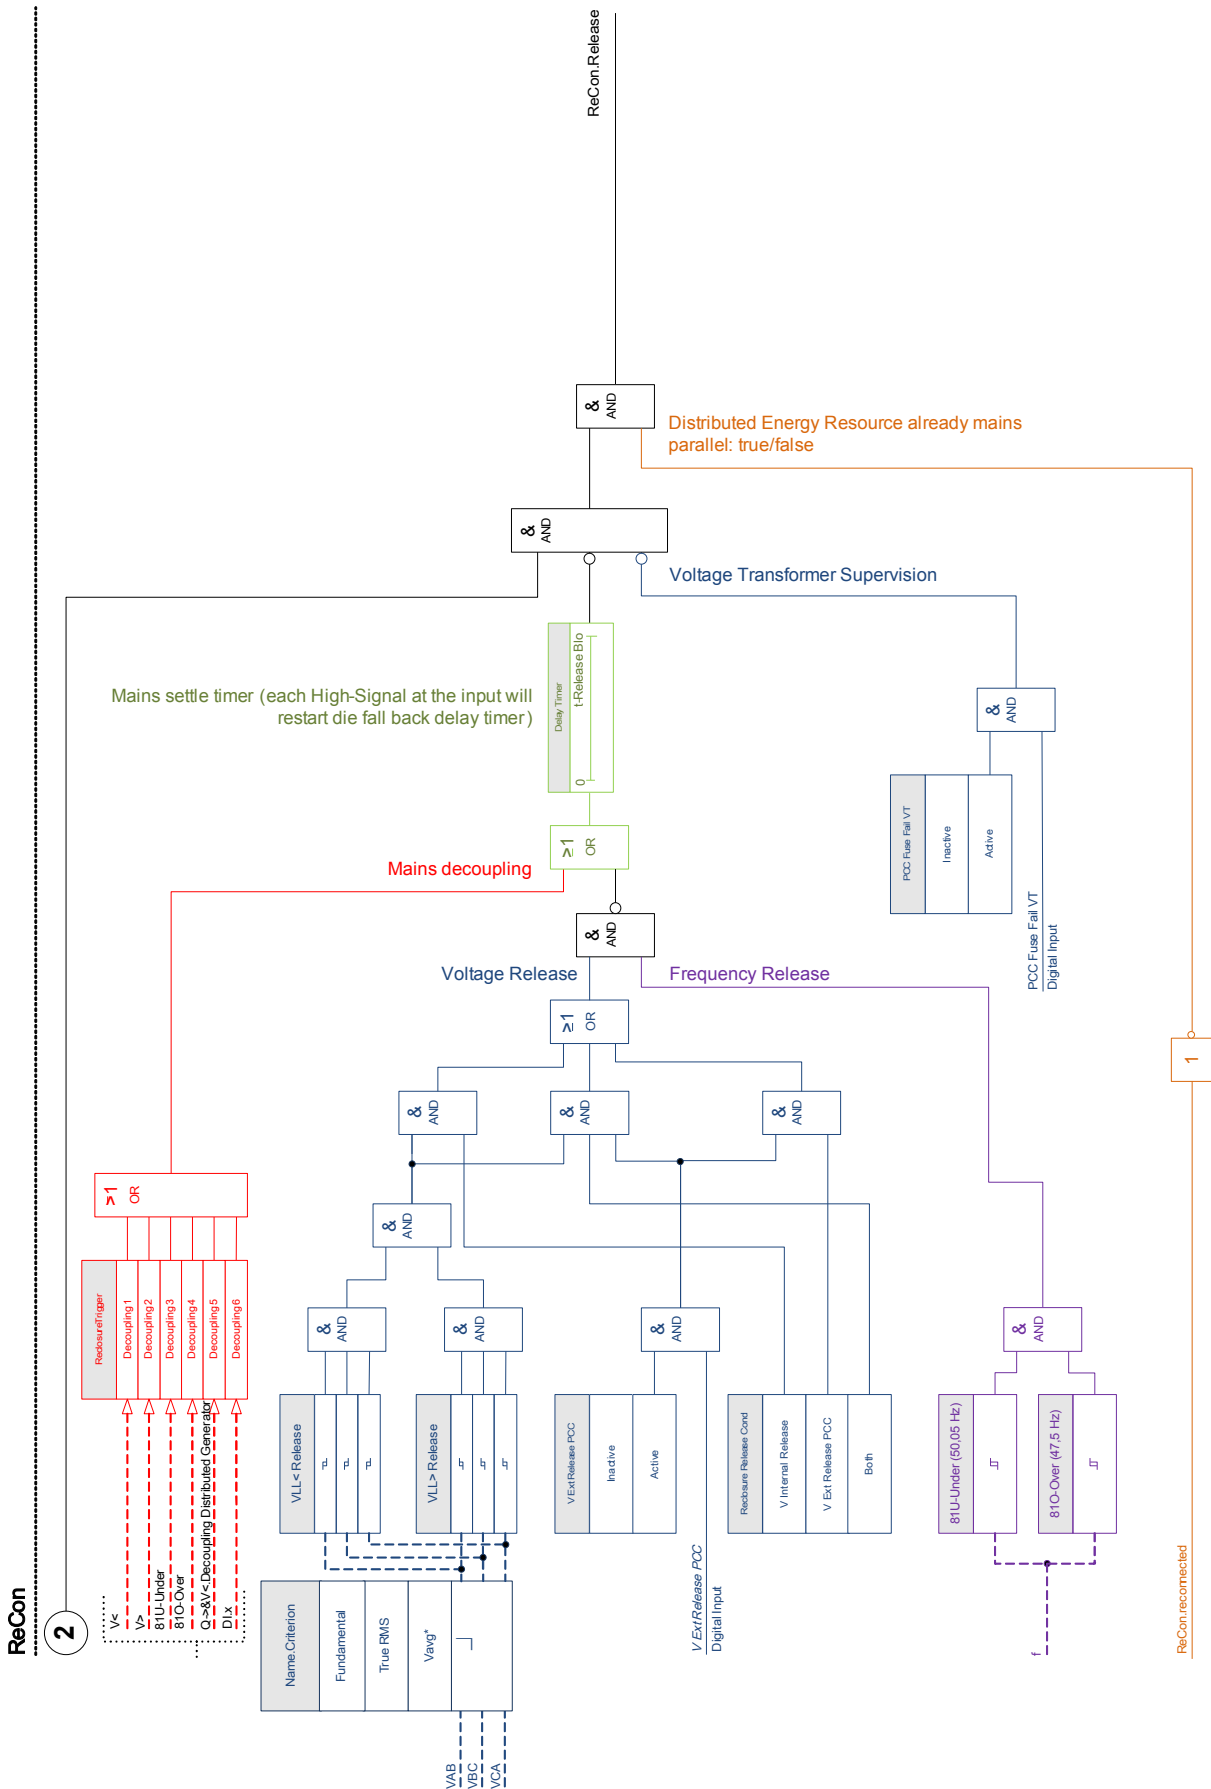 ReCon
2
V<
V>
81U-Under
81O-Over
Q->&V<.Decoupling Distributed Generator
DI.x
ReclosureTrigger
Decoupling1
Decoupling2
Decoupling3
Decoupling4
Decoupling5
Decoupling6
≥1
OR
Mains decoupling
Name.Criterion
Fundamental
True RMS
Vavg*
VAB
VBC
VCA
VLL< Release
&
AND
VLL> Release
&
AND
&
AND
V Ext Release PCC
Inactive
Active
V Ext Release PCC
Digital Input
&
AND
Reclosure Release Cond
V Internal Release
V Ext Release PCC
Both
&
AND
&
AND
&
AND
≥1
OR
Voltage Release
Frequency Release
f
81U-Under (50,05 Hz)
81O-Over (47,5 Hz)
&
AND
&
AND
≥1
OR
Mains settle timer (each High-Signal at the input will
restart die fall back delay timer)
Delay Timer
t-Release Blo
0
PCC Fuse Fail VT
Inactive
Active
PCC Fuse Fail VT
Digital Input
&
AND
Voltage Transformer Supervision
&
AND
ReCon.reconnected
1
Distributed Energy Resource already mains
parallel: true/false
&
AND
ReCon.Release